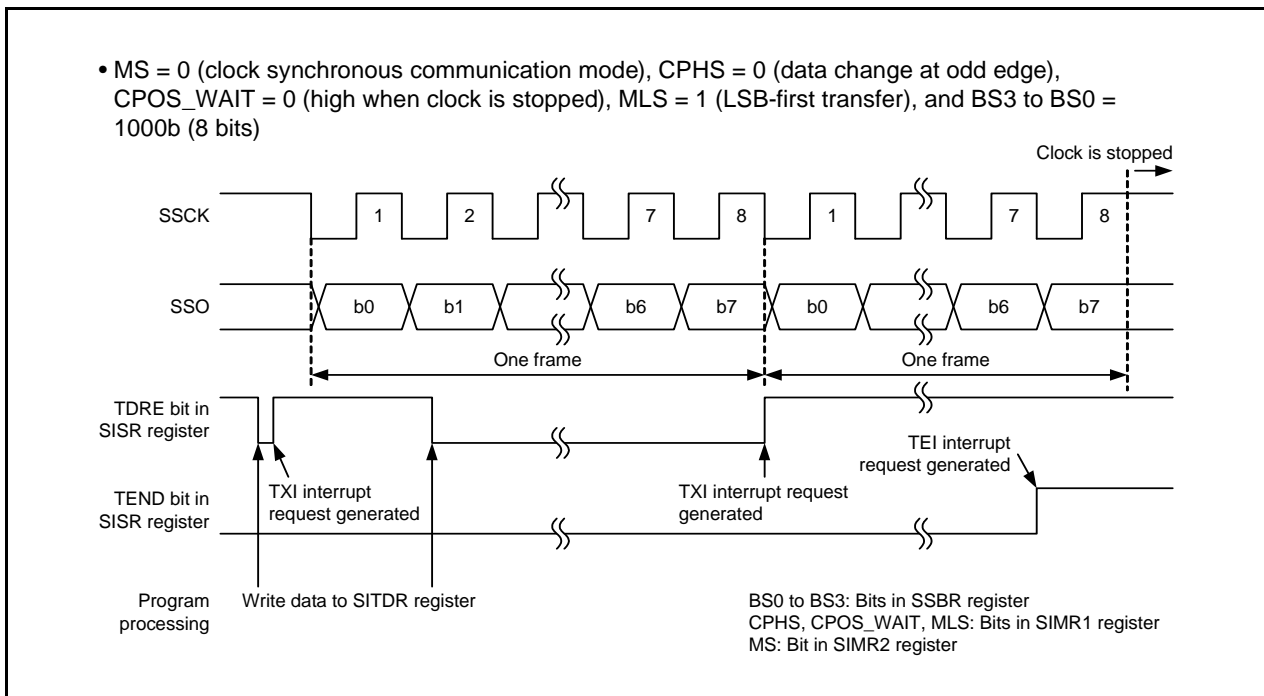 • MS = 0 (clock synchronous communication mode), CPHS = 0 (data change at odd edge),
CPOS_WAIT = 0 (high when clock is stopped), MLS = 1 (LSB-first transfer), and BS3 to BS0 =
1000b (8 bits)
Clock is stopped
SSCK 1 2 7 8 1 7 8
SSO b0 b1 b6 b7 b0 b6 b7
One frame One frame
TDRE bit in
SISR register
TEI interrupt
request generated
TXI interrupt
request generated
TXI interrupt request
generated
TEND bit in
SISR register
Program
processing
Write data to SITDR register
BS0 to BS3: Bits in SSBR register
CPHS, CPOS_WAIT, MLS: Bits in SIMR1 register
MS: Bit in SIMR2 register